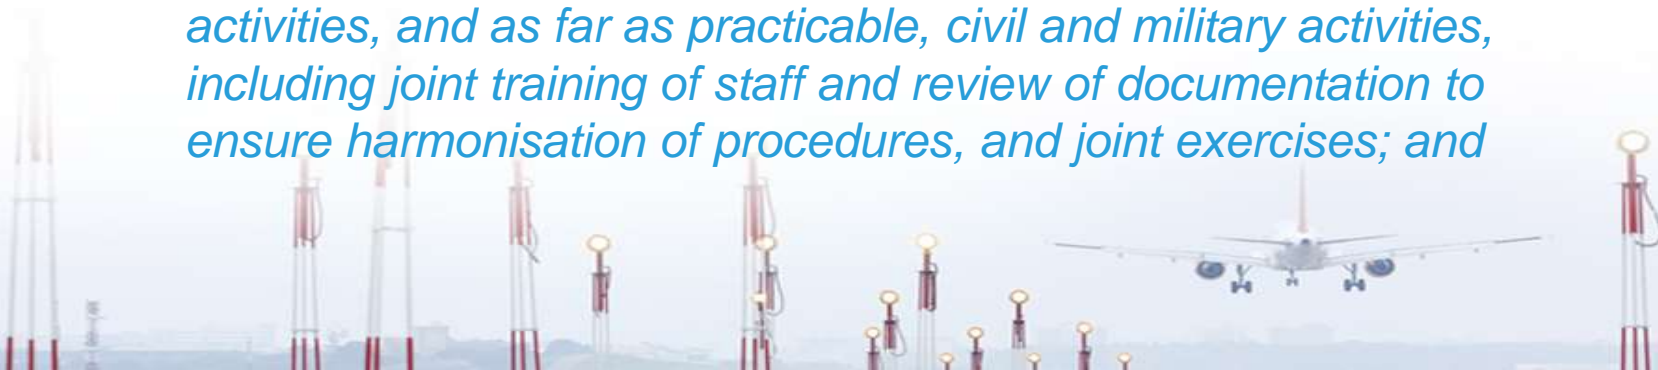 activities, and as far as practicable, civil and military activities,
including joint training of staff and review of documentation to
ensure harmonisation of procedures, and joint exercises; and